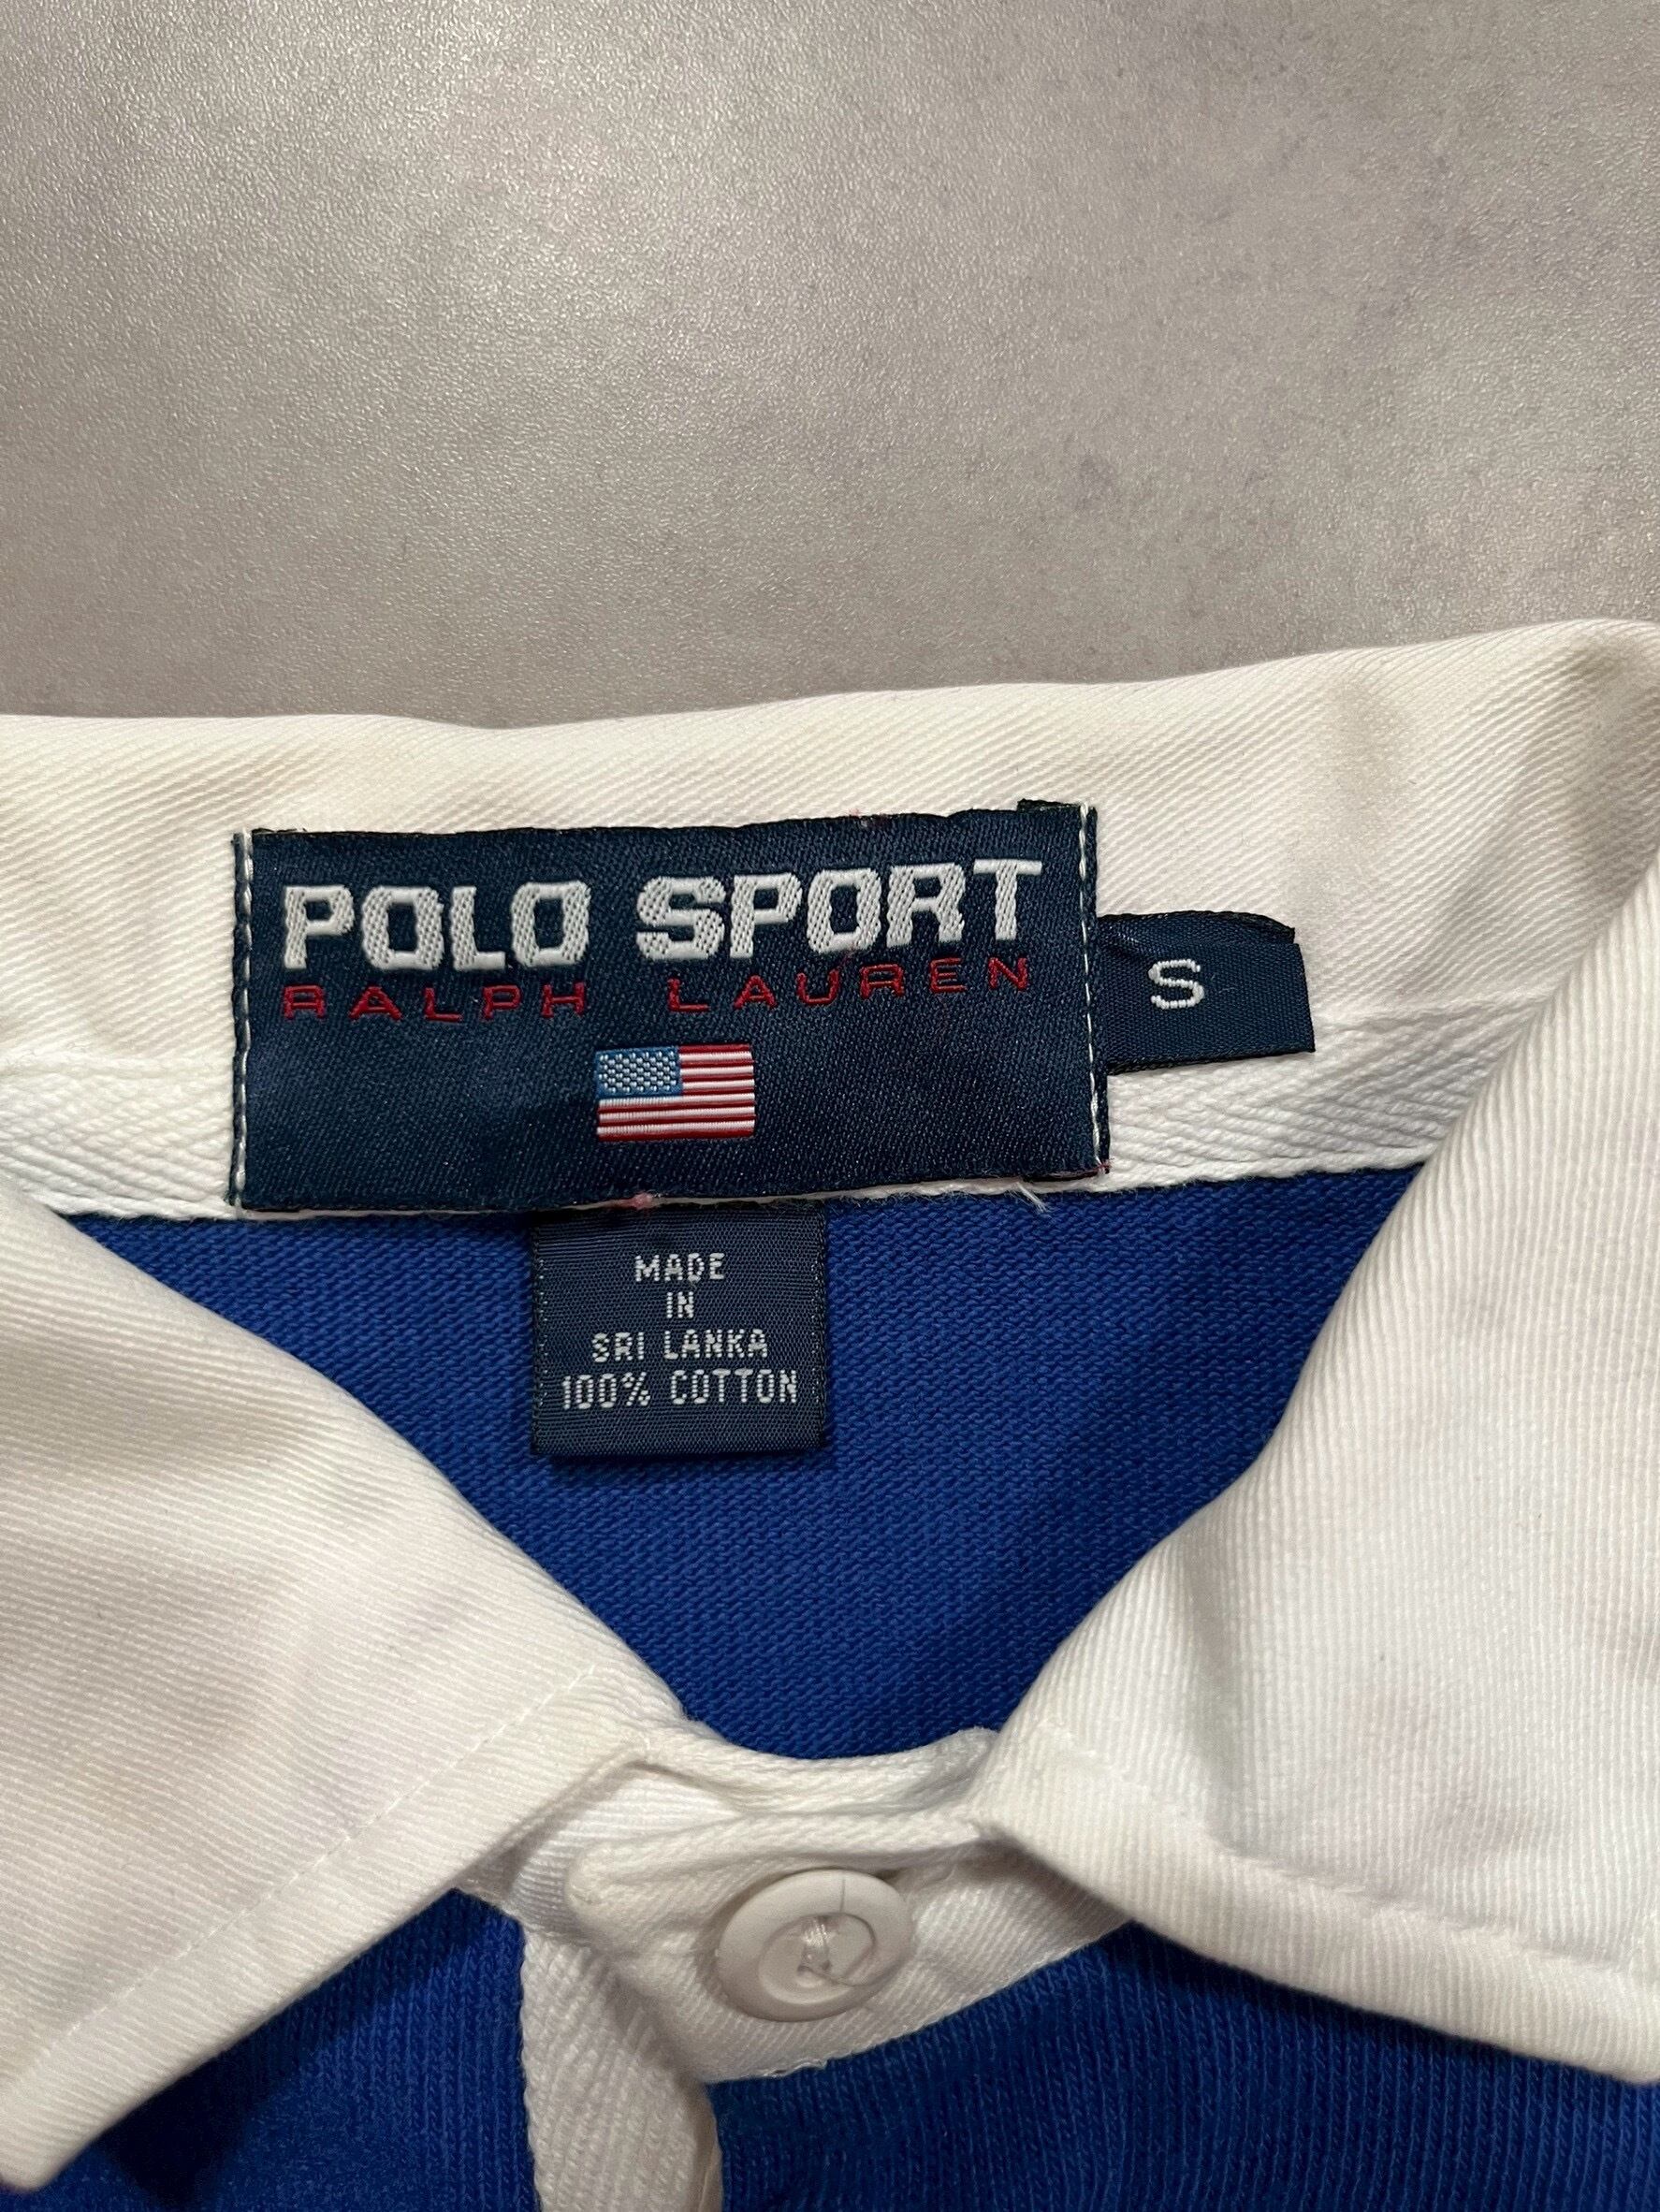 POLO SPORT
RALPH LAUREN
S
MADE
IN
SRI LANKA
100% COTTON